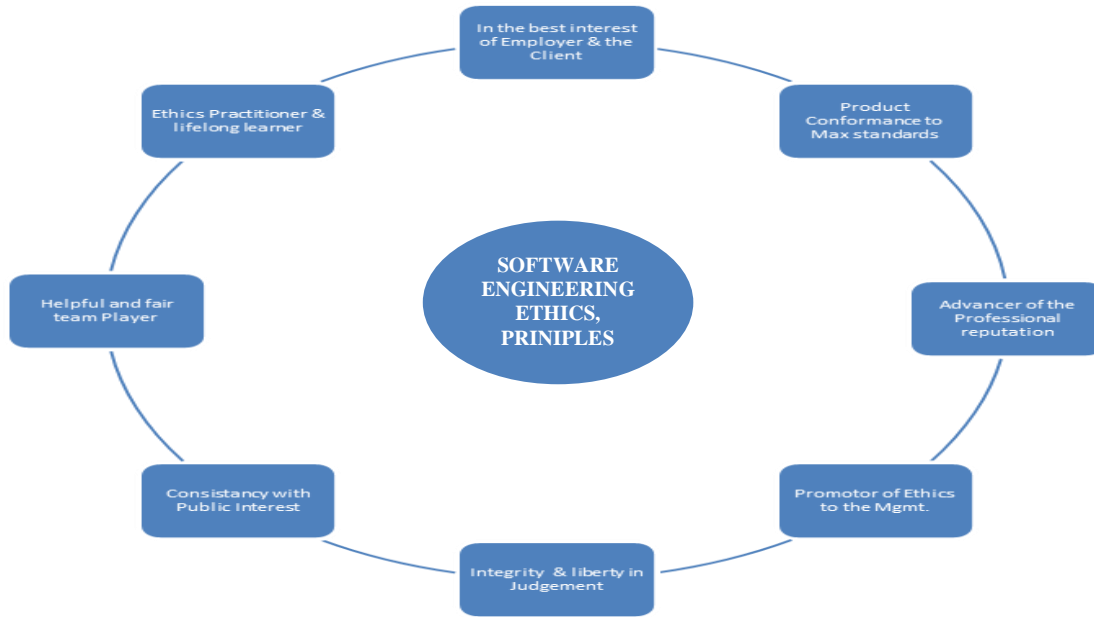 In the best interest
of Employer & the
Client
Product
Conformance to
Max standards
Advancer of the
Professional
reputation
Promotor of Ethics
to the Mgmt.
Integrity & liberty in
Judgement
Consistancy with
Public Interest
Helpful and fair
team Player
Ethics Practitioner &
lifelong learner
SOFTWARE
ENGINEERING
ETHICS,
PRINIPLES